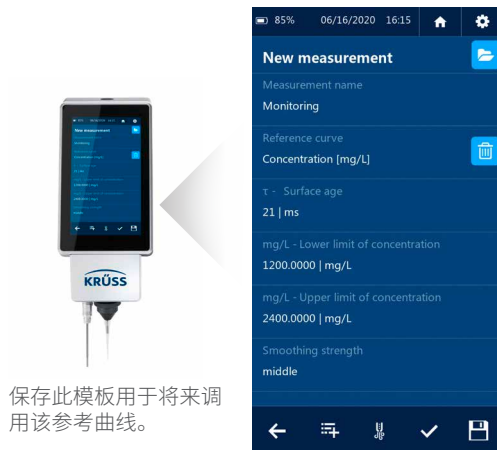 KRÜSS
保存此模板用于将来调
用该参考曲线。
85% 06/16/2020 16:15
New measurement
Measurement name
Monitoring
Reference curve
Concentration [mg/L]
τ - Surface age
21 | ms
mg/L - Lower limit of concentration
1200.0000 | mg/L
mg/L - Upper limit of concentration
2400.0000 | mg/L
Smoothing strength
middle